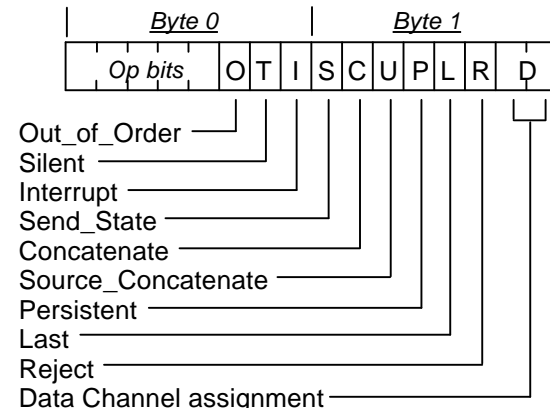 Byte 0 Byte 1
Op bits O T I S C U P L R D
Out_of_Order
Silent
Interrupt
Send_State
Concatenate
Source_Concatenate
Persistent
Last
Reject
Data Channel assignment